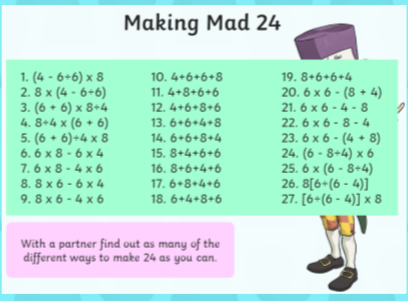 Making Mad 24
1. (4 - 6÷6) x 8
2. 8 x (4 - 6÷6)
3. (6 + 6) x 8÷4
4. 8÷4 x (6 + 6)
5. (6 + 6)÷4 x 8
6. 6 x 8 - 6 x 4
7. 6 x 8 - 4 x 6
8. 8 x 6 - 6 x 4
9. 8 x 6 - 4 x 6
10. 4+6+6+8
11. 4+8+6+6
12. 4+6+8+6
13. 6+6+4+8
14. 6+6+8+4
15. 8+4+6+6
16. 8+6+4+6
17. 6+8+4+6
18. 6+4+8+6
19. 8+6+6+4
20. 6 x 6 - (8 + 4)
21. 6 x 6 - 4 - 8
22. 6 x 6 - 8 - 4
23. 6 x 6 - (4 + 8)
24. (6 - 8÷4) x 6
25. 6 x (6 - 8÷4)
26. 8[6÷(6 - 4)]
27. [6÷(6 - 4)] x 8
With a partner find out as many of the
different ways to make 24 as you can.